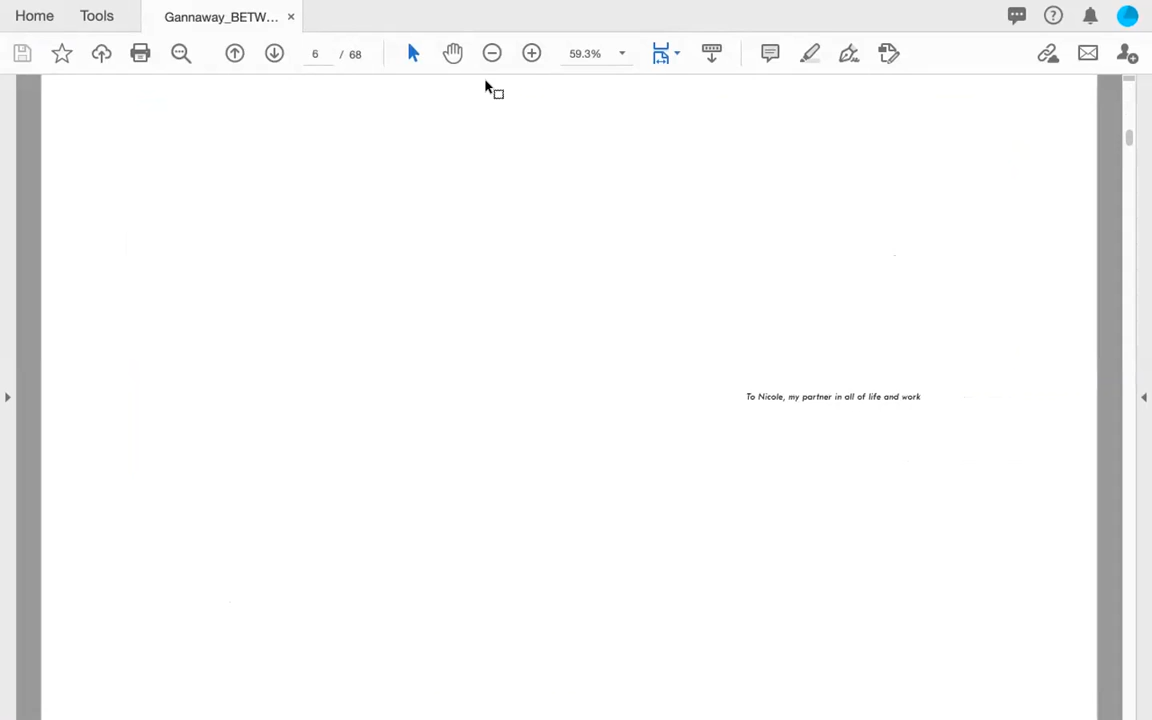 Home
Tools
Gannaway_BETW...
6 / 68
59.3%
To Nicole, my partner in all of life and work